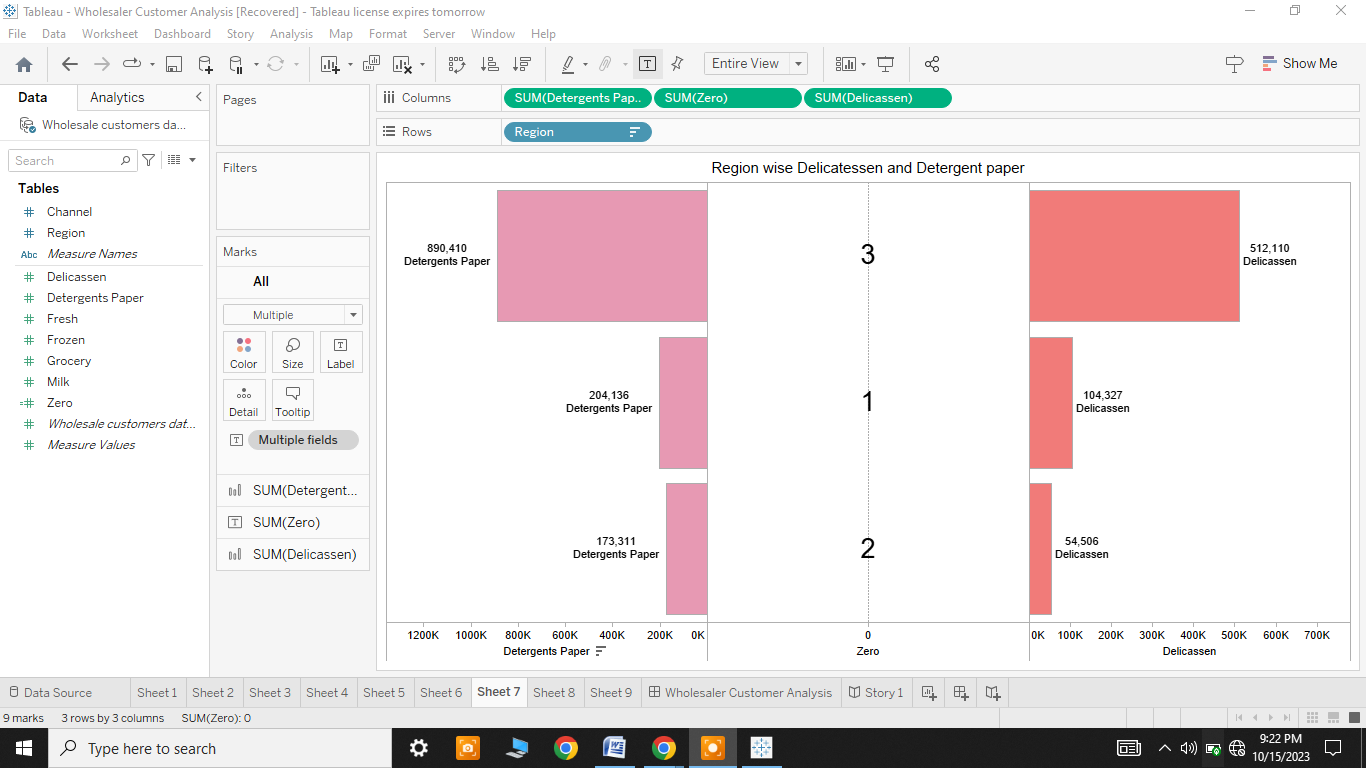 Tableau - Wholesaler Customer Analysis [Recovered] - Tableau license expires tomorrow
File Data Worksheet Dashboard Story Analysis Map Format Server Window Help
Entire View
Show Me
Data Analytics
Wholesale customers da...
Search
Tables
Channel
Region
Abc Measure Names
Delicassen
Detergents Paper
Fresh
Frozen
Grocery
Milk
Zero
Wholesale customers dat...
Measure Values
Pages
Filters
Marks
All
Multiple
Color Size Label
Detail Tooltip
Multiple fields
SUM(Detergent...
SUM(Zero)
SUM(Delicassen)
Columns SUM(Detergents Pap.. SUM(Zero) SUM(Delicassen)
Rows Region
Region wise Delicatessen and Detergent paper
890,410
Detergents Paper
3
512,110
Delicassen
204,136
Detergents Paper
1
104,327
Delicassen
173,311
Detergents Paper
2
54,506
Delicassen
1200K 1000K 800K 600K 400K 200K 0K 0 0K 100K 200K 300K 400K 500K 600K 700K
Detergents Paper Zero Delicassen
Data Source Sheet 1 Sheet 2 Sheet 3 Sheet 4 Sheet 5 Sheet 6 Sheet 7 Sheet 8 Sheet 9 Wholesaler Customer Analysis Story 1
9 marks 3 rows by 3 columns SUM(Zero): 0
Type here to search
9:22 PM
10/15/2023